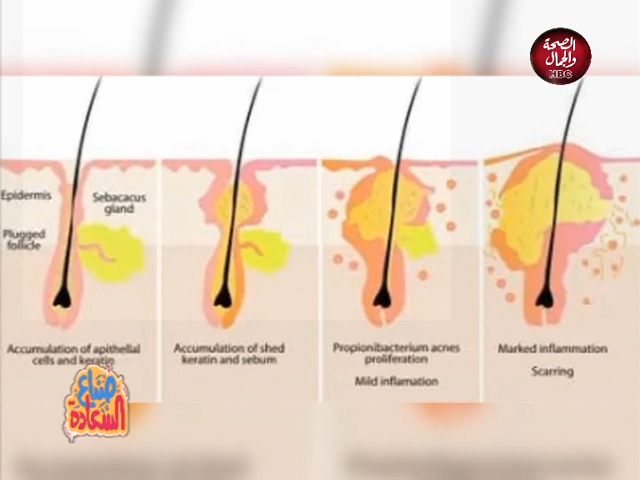 الصحة
والجمال
HBC
Epidermis
Sebacacus
gland
Plugged
follicle
Accumulation of apithellal
cells and keratin
Accumulation of shed
keratin and sebum
Propionibacterium acnes
proliferation
Mild inflamation
Marked inflammation
Scarring
صناع
السعادة